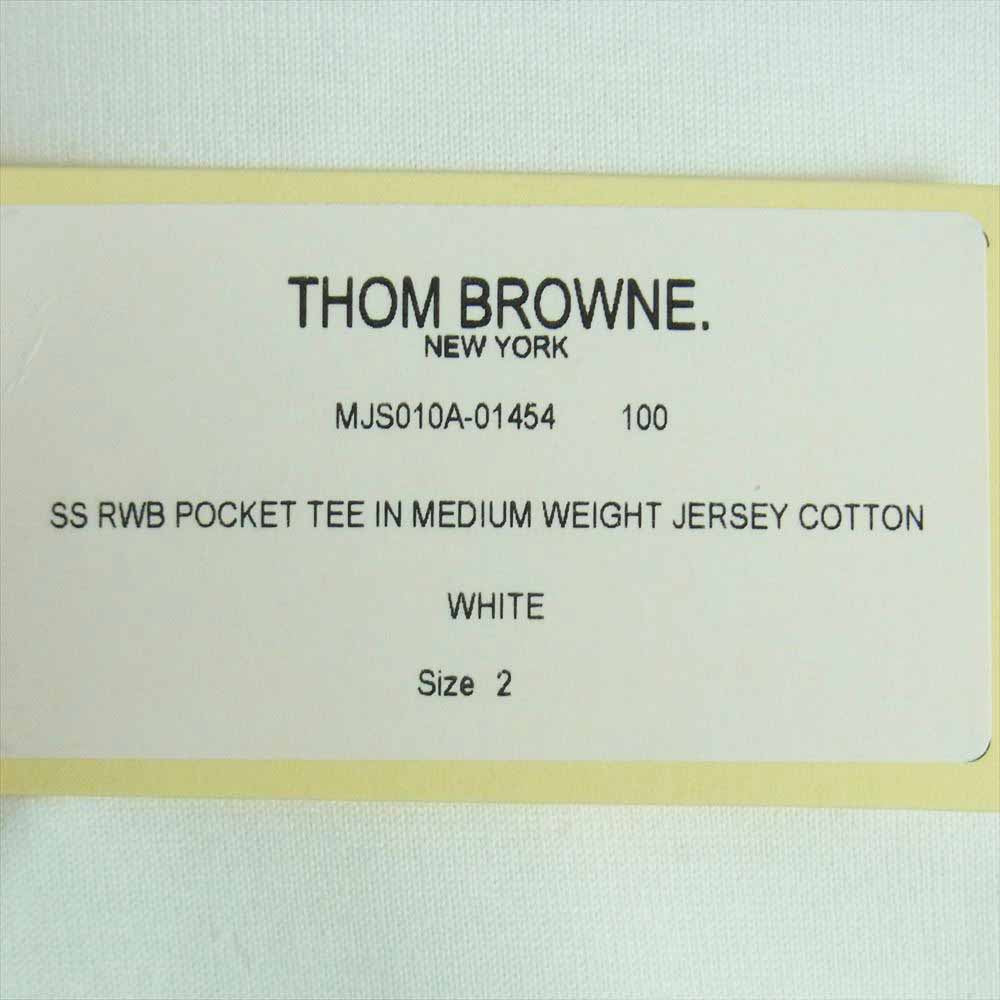 THOM BROWNE.
NEW YORK
MJS010A-01454 100
SS RWB POCKET TEE IN MEDIUM WEIGHT JERSEY COTTON
WHITE
Size 2